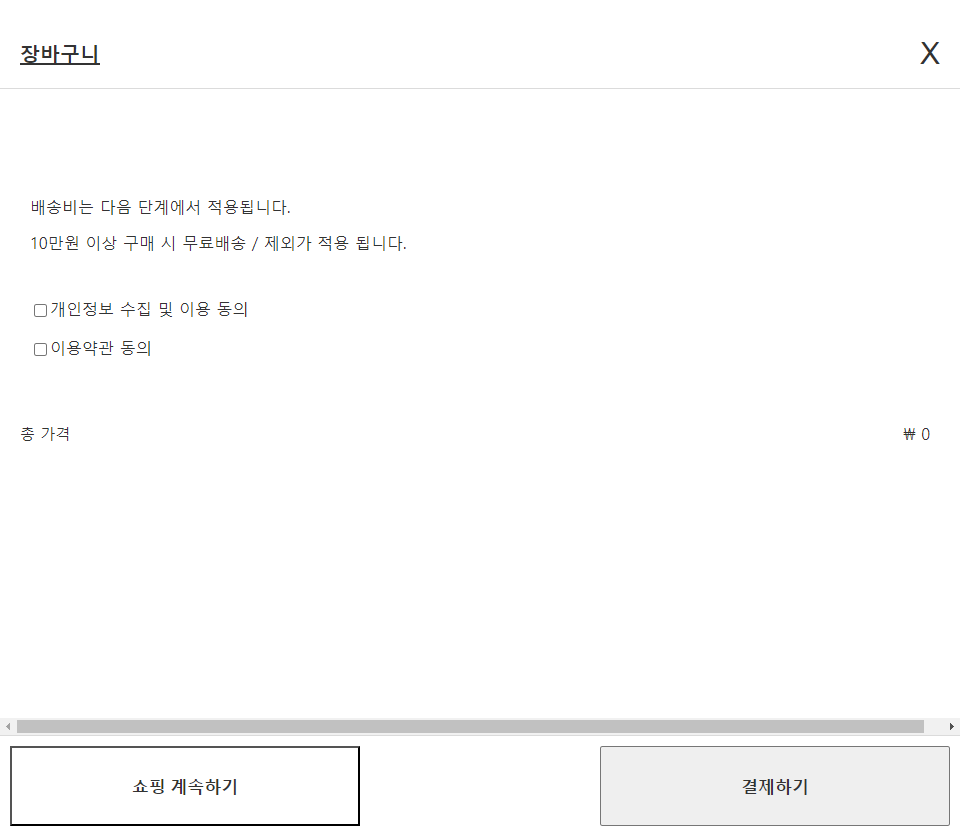 장바구니
X
배송비는 다음 단계에서 적용됩니다.
10만원 이상 구매 시 무료배송 / 제외가 적용 됩니다.
개인정보 수집 및 이용 동의
이용약관 동의
총 가격 ₩ 0
쇼핑 계속하기 결제하기